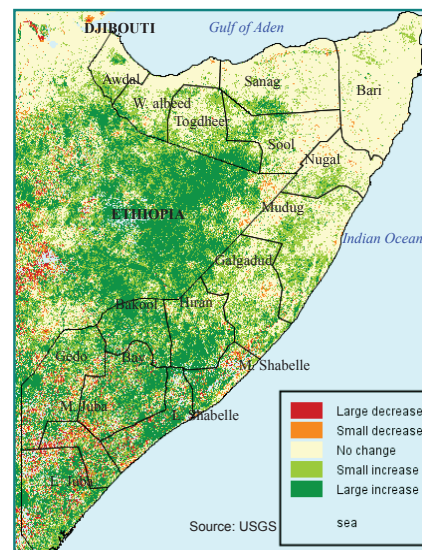 DJIBOUTI
Gulf of Aden
Awdal
Sanag
Bari
W. albeed
Togdheer
Sool
Nugal
ETHIOPIA
Mudug
Indian Ocean
Galgadud
Bakool
Hiran
Gedo
Bay
M. Shabelle
M. Juba
L. Shabelle
L. Juba
Large decrease
Small decrease
No change
Small increase
Large increase
sea
Source: USGS